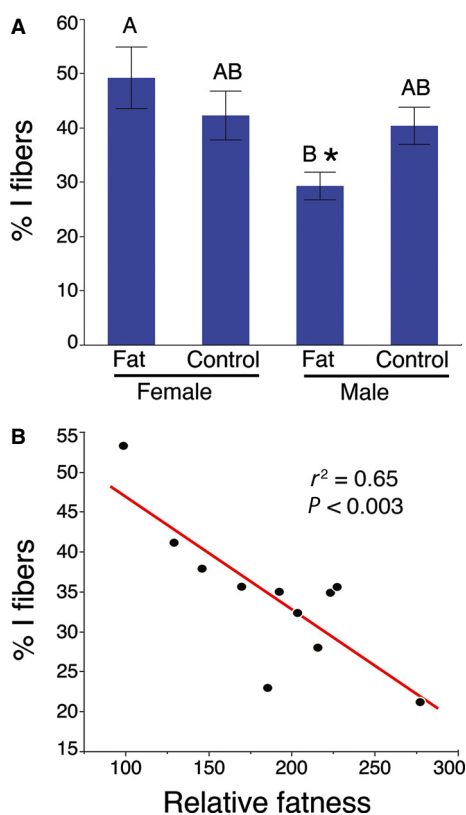 A
60
50
40
30
20
10
0
% I fibers
A
AB
B *
AB
Fat Control Fat Control
Female Male
B
55
50
45
40
35
30
25
20
15
% I fibers
r² = 0.65
P < 0.003
100 150 200 250 300
Relative fatness